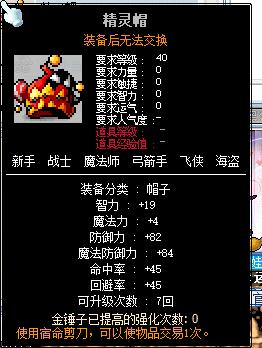 精灵帽
装备后无法交换
要求等级： 40
要求力量： 0
要求敏捷： 0
要求智力： 0
要求运气： 0
要求人气度： -
道具等级： -
道具经验值： -
新手 战士 魔法师 弓箭手 飞侠 海盗
装备分类 : 帽子
智力 : +19
魔法力 : +4
防御力 : +82
魔法防御力 : +84
命中率 : +45
回避率 : +45
可升级次数 : 7回
金锤子已提高的强化次数: 0
使用宿命剪刀，可以使物品交易1次。